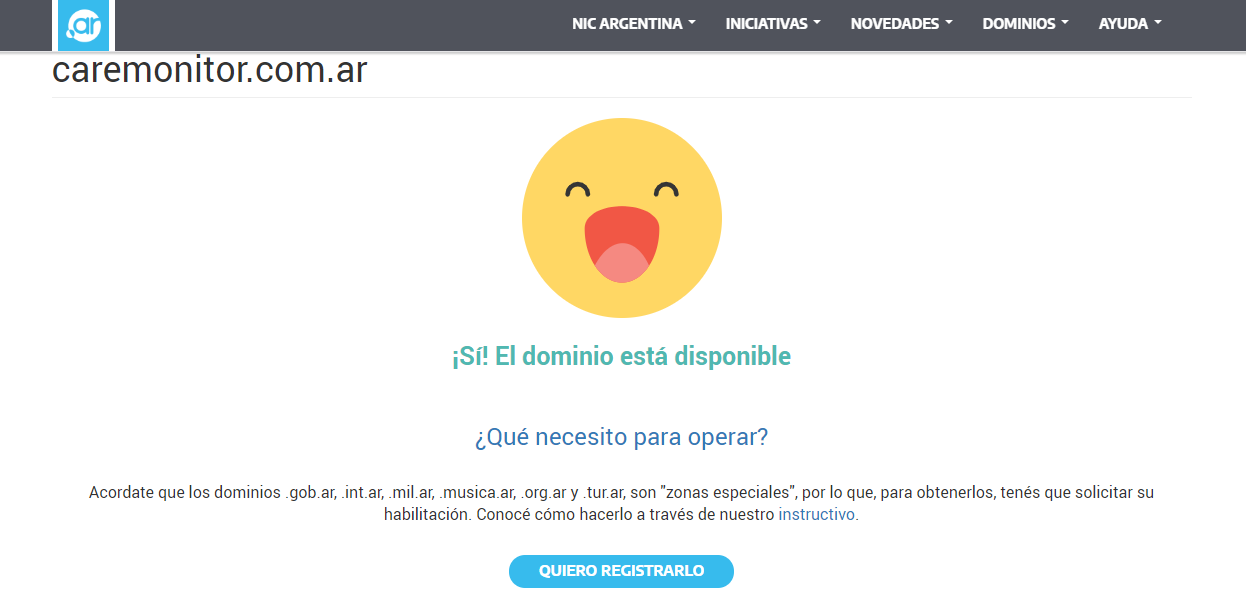 .ar
NIC ARGENTINA INICIATIVAS NOVEDADES DOMINIOS AYUDA
caremonitor.com.ar
¡Sí! El dominio está disponible
¿Qué necesito para operar?
Acordate que los dominios .gob.ar, .int.ar, .mil.ar, .musica.ar, .org.ar y .tur.ar, son "zonas especiales", por lo que, para obtenerlos, tenés que solicitar su
habilitación. Conocé cómo hacerlo a través de nuestro instructivo.
QUIERO REGISTRARLO